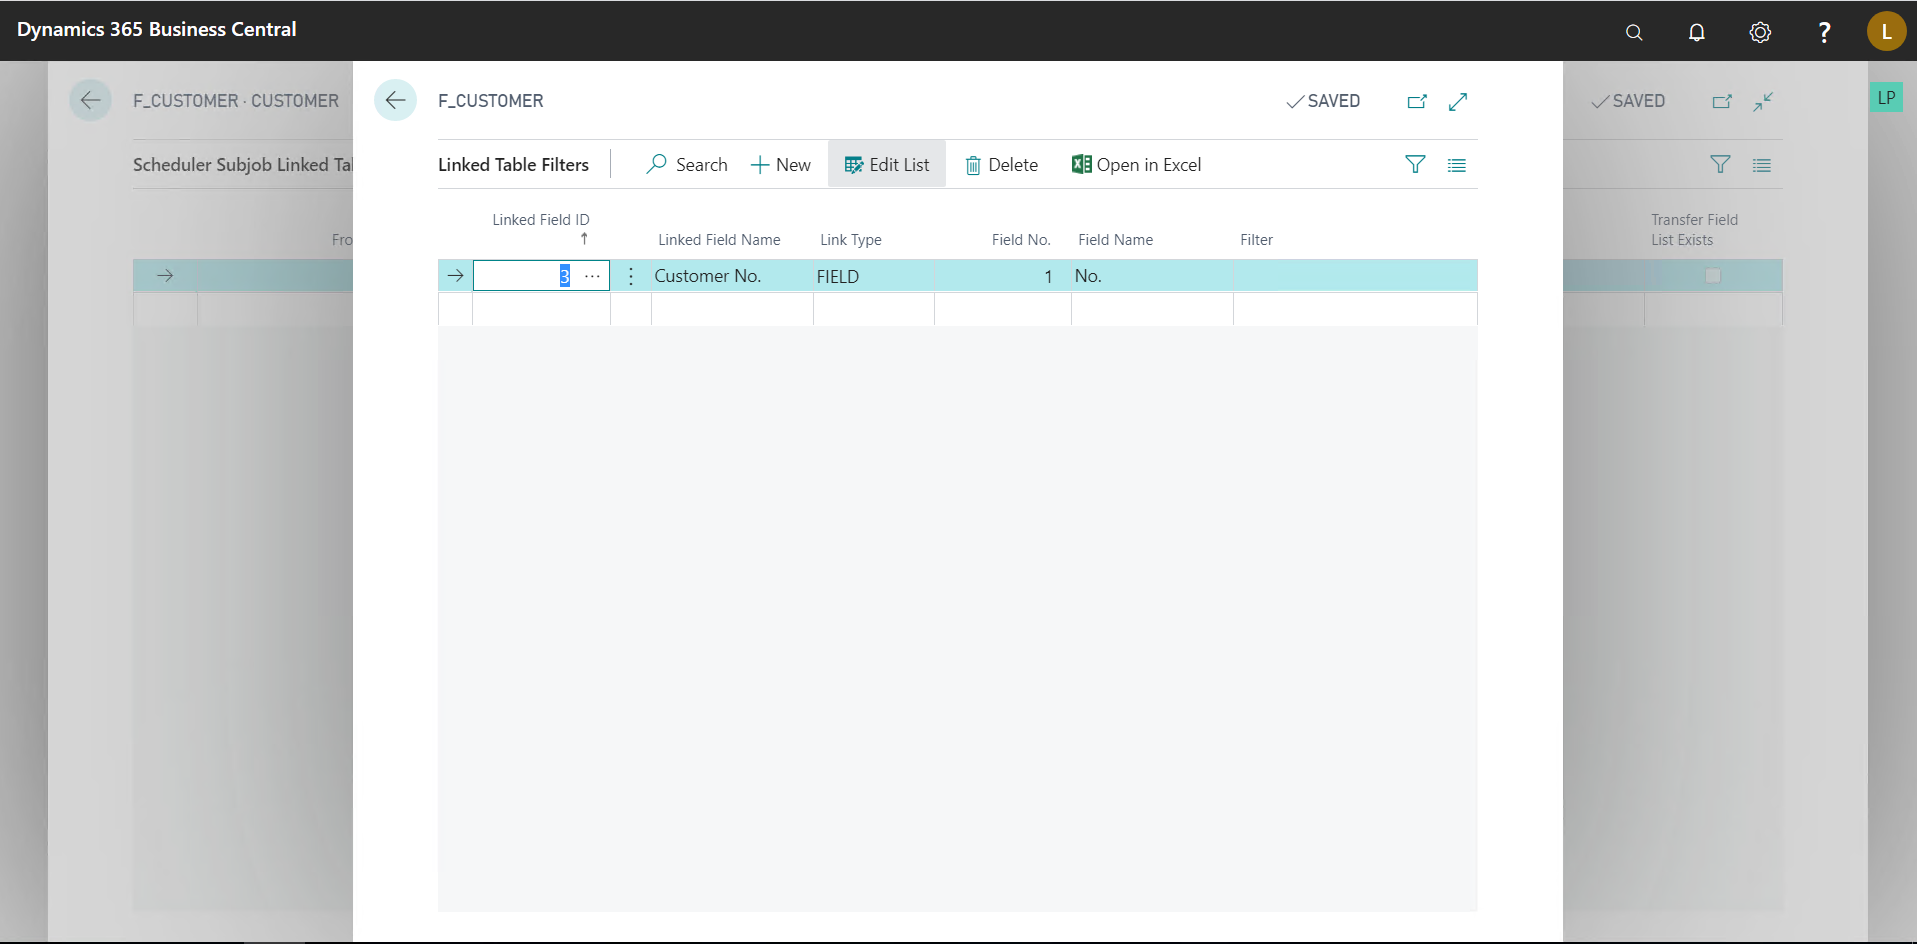 Dynamics 365 Business Central
?
L
F_CUSTOMER · CUSTOMER
F_CUSTOMER
SAVED
SAVED
LP
Scheduler Subjob Linked
Linked Table Filters
Search
New
Edit List
Delete
Open in Excel
Linked Field ID
Linked Field Name
Link Type
Field No.
Field Name
Filter
Transfer Field
List Exists
3
Customer No.
FIELD
1
No.